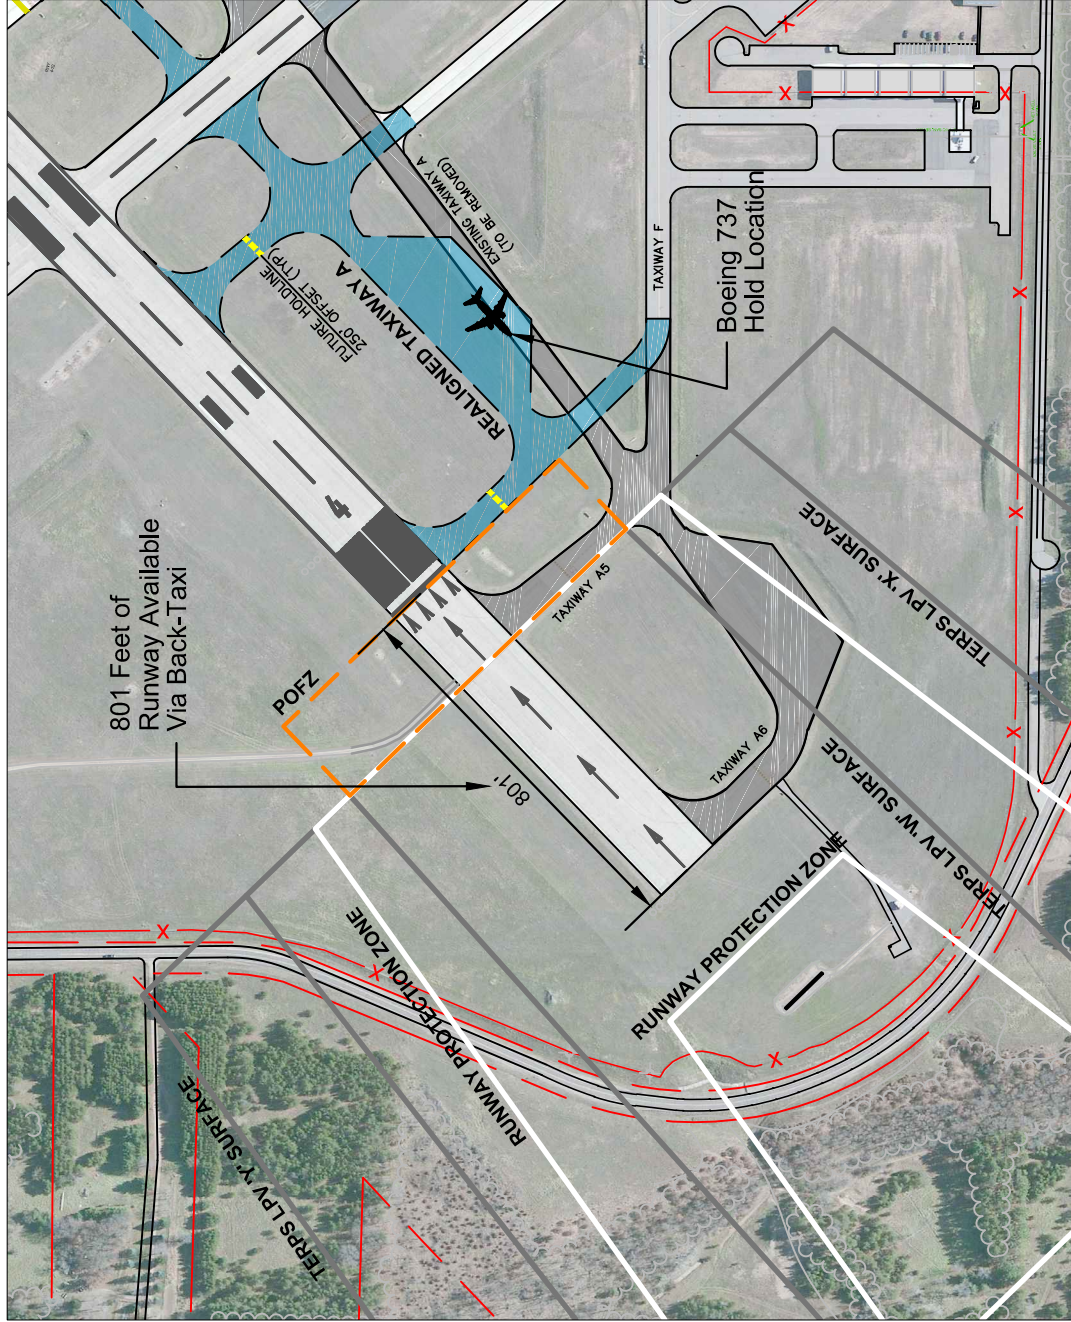 801 Feet of
Runway Available
Via Back-Taxi
FUTURE HOLDLINE
250' OFFSET (TYP)
REALIGNED TAXIWAY A
EXISTING TAXIWAY A
(TO BE REMOVED)
TAXIWAY F
Boeing 737
Hold Location
4
POFZ
TAXIWAY A5
801'
TAXIWAY A6
TERPS LPV 'X' SURFACE
TERPS LPV 'W' SURFACE
RUNWAY PROTECTION ZONE
RUNWAY PROTECTION ZONE
TERPS LPV 'Y' SURFACE
X
X
X
X
X
X
X
X
X
X